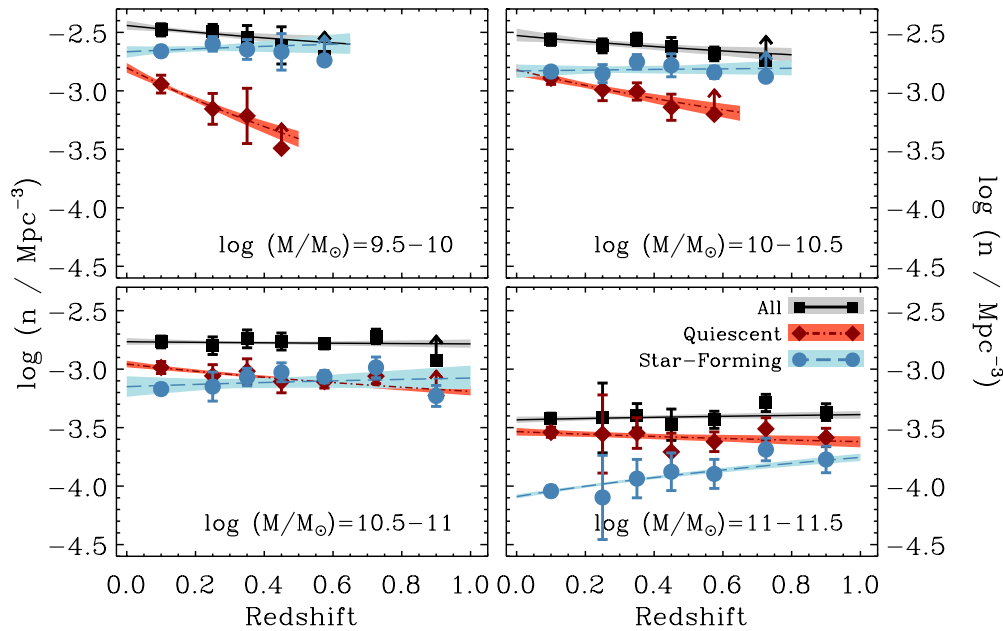 −2.5
−3.0
−3.5
−4.0
−4.5
log (M/M⊙)=9.5−10
−2.5
−3.0
−3.5
−4.0
−4.5
log (M/M⊙)=10−10.5
log (n / Mpc⁻³)
log (n / Mpc⁻³)
−2.5
−3.0
−3.5
−4.0
−4.5
log (M/M⊙)=10.5−11
0.0 0.2 0.4 0.6 0.8 1.0
Redshift
All
Quiescent
Star−Forming
−2.5
−3.0
−3.5
−4.0
−4.5
log (M/M⊙)=11−11.5
0.0 0.2 0.4 0.6 0.8 1.0
Redshift